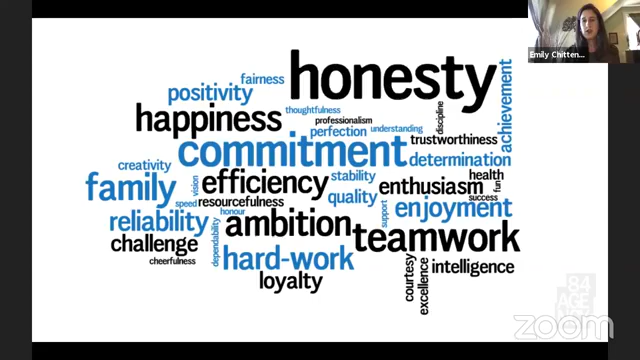 Emily Chitten...
honesty
fairness
positivity
achievement
happiness
thoughtfulness
professionalism
discipline
perfection
understanding
trustworthiness
commitment
determination
creativity
family
vision
efficiency
stability
enthusiasm
health
fun
success
speed
resourcefulness
quality
support
enjoyment
reliability
honour
ambition
teamwork
challenge
dependability
hard-work
cheerfulness
loyalty
courtesy
excellence
intelligence
84
AGE
zoom